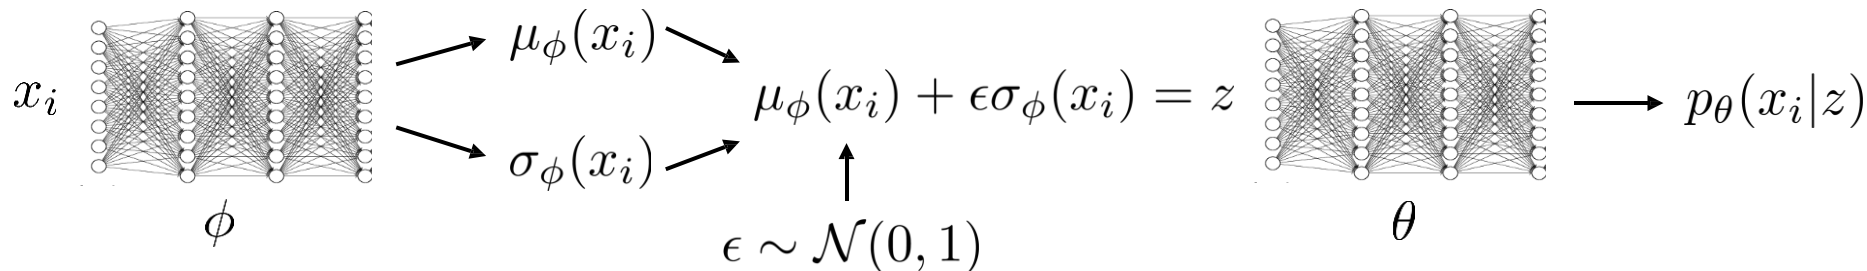 x_i
ϕ
μ_ϕ(x_i)
σ_ϕ(x_i)
μ_ϕ(x_i) + ϵσ_ϕ(x_i) = z
ϵ ∼ 𝒩(0, 1)
θ
p_θ(x_i|z)